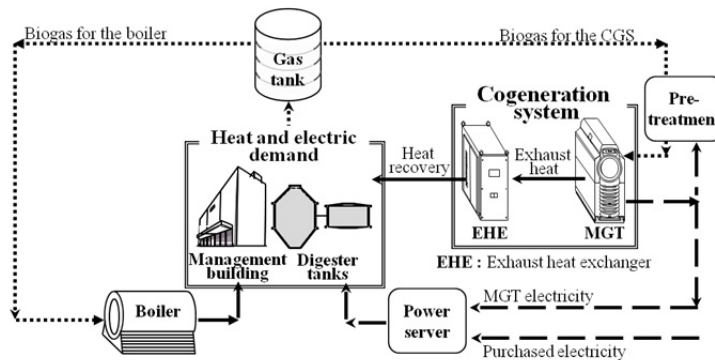 Biogas for the boiler
Biogas for the CGS
Gas
tank
Pre-
treatment
Cogeneration
system
Heat and electric
demand
Heat
recovery
Exhaust
heat
EHE
MGT
Management
building
Digester
tanks
EHE : Exhaust heat exchanger
Boiler
Power
server
MGT electricity
Purchased electricity